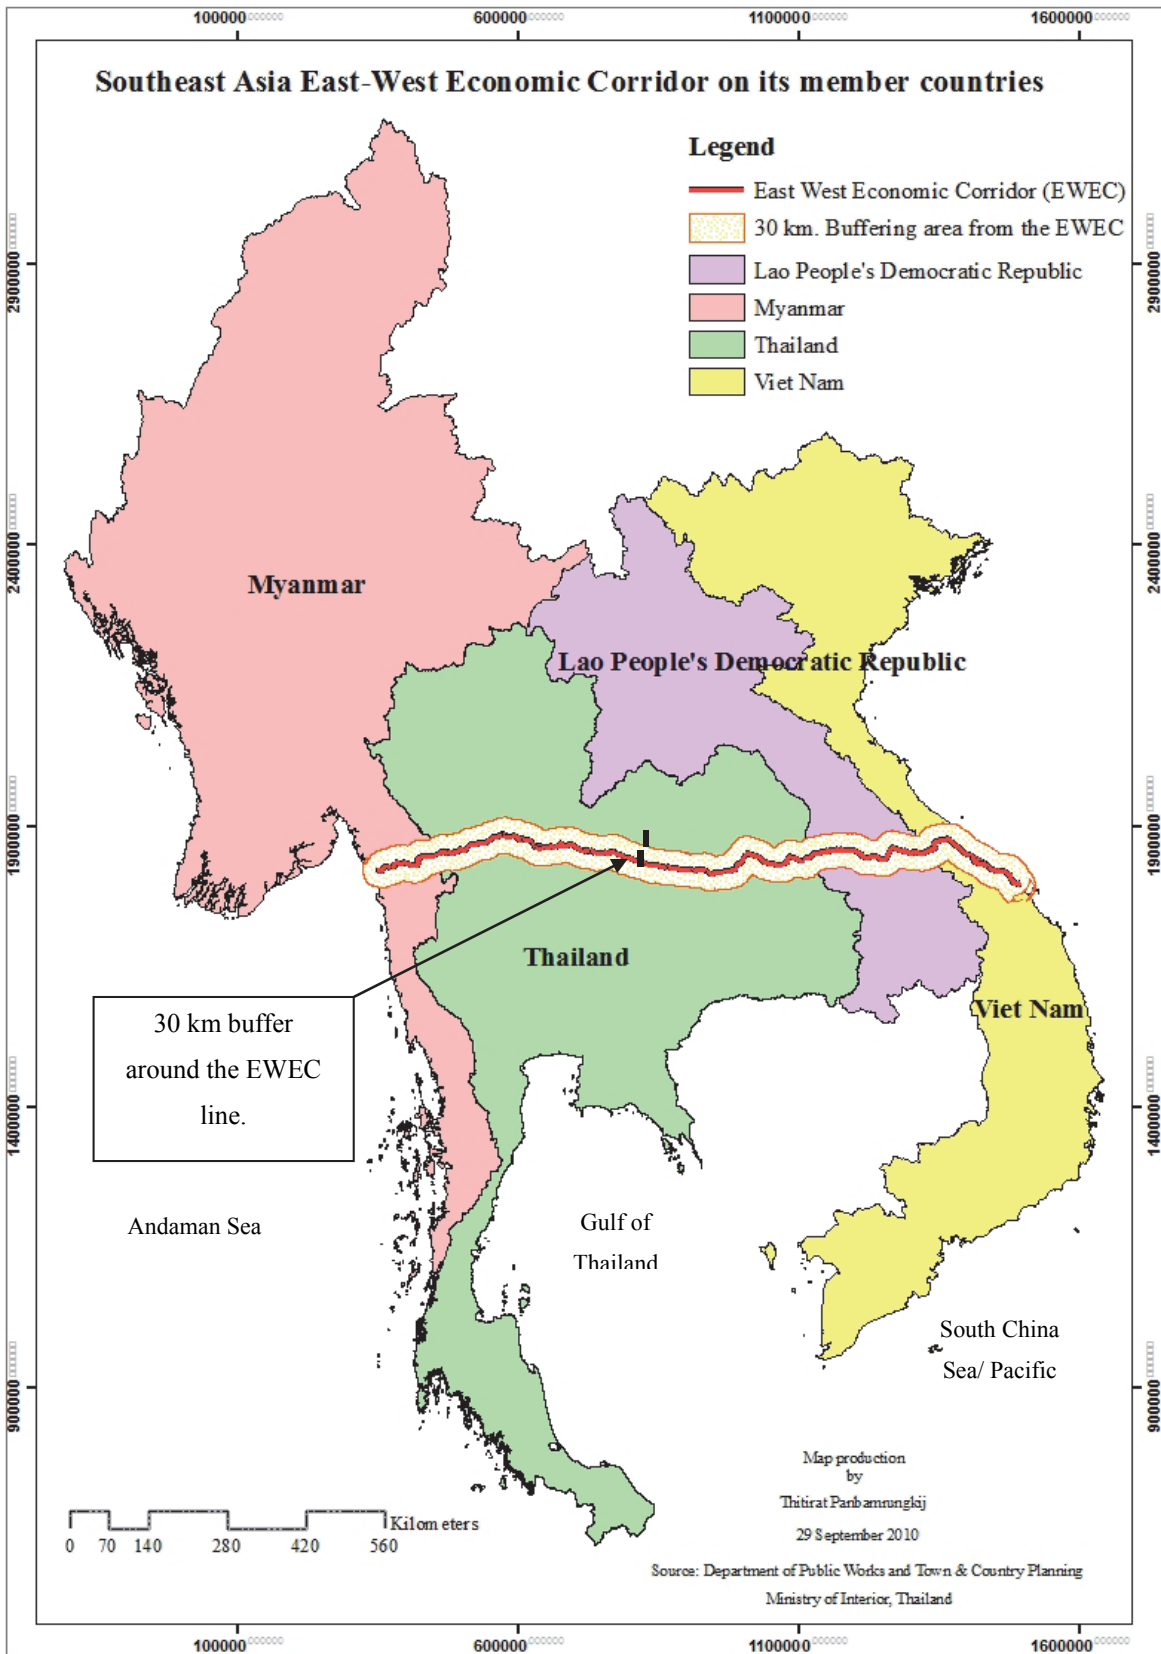 100000 600000 1100000 1600000
Southeast Asia East-West Economic Corridor on its member countries
Legend
East West Economic Corridor (EWEC)
30 km. Buffering area from the EWEC
Lao People's Democratic Republic
Myanmar
Thailand
Viet Nam
2900000
2900000
2400000
2400000
Myanmar
Lao People's Democratic Republic
1900000
1900000
Thailand
Viet Nam
30 km buffer
around the EWEC
line.
1400000
1400000
Andaman Sea
Gulf of
Thailand
South China
Sea/ Pacific
900000
900000
Map production
by
Thitirat Panbamrungkij
29 September 2010
Source: Department of Public Works and Town & Country Planning
Ministry of Interior, Thailand
Kilometers
0 70 140 280 420 560
100000 600000 1100000 1600000